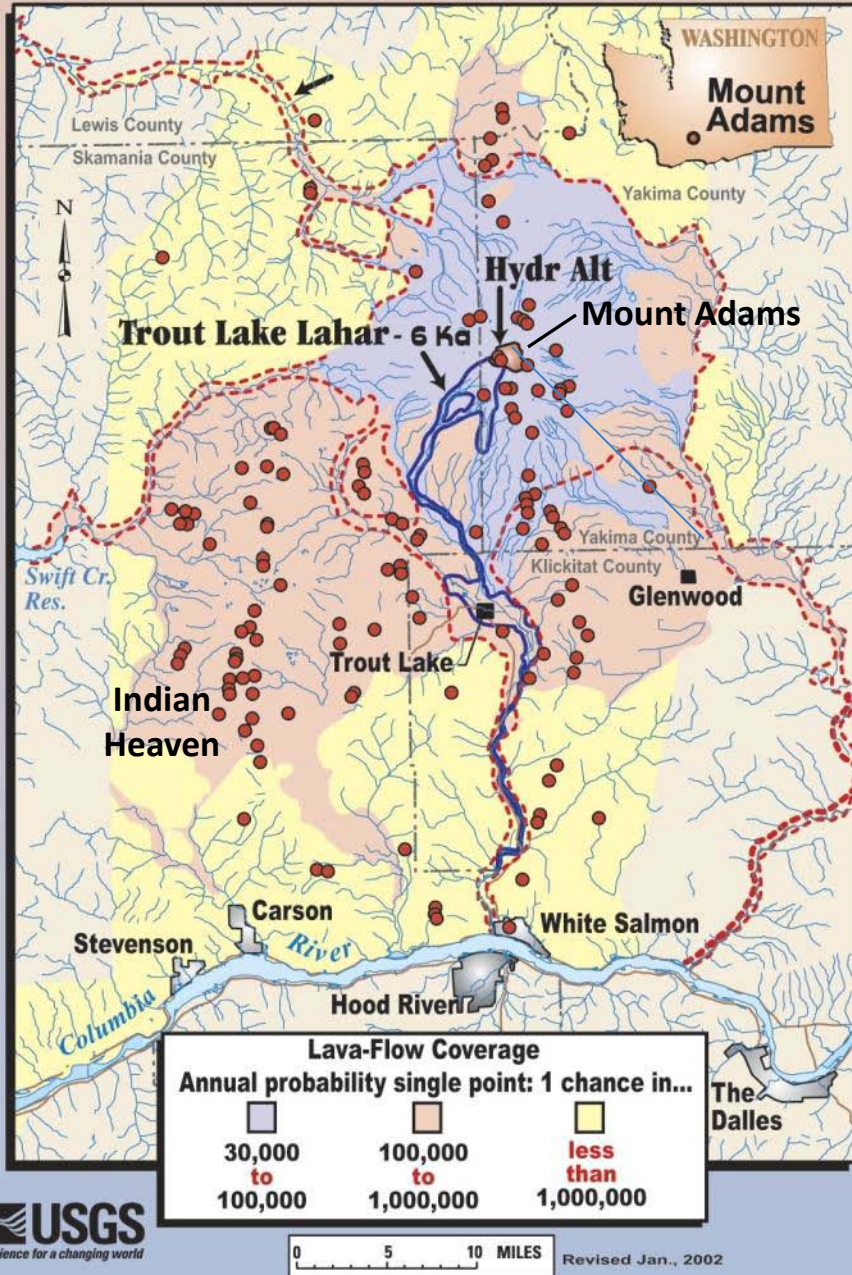 WASHINGTON
Mount
Adams
Lewis County
Skamania County
Yakima County
N
Hydr Alt
Mount Adams
Trout Lake Lahar - 6 Ka
Yakima County
Klickitat County
Swift Cr.
Res.
Glenwood
Trout Lake
Indian
Heaven
Carson
White Salmon
Stevenson
River
Hood River
Columbia
The
Dalles
Lava-Flow Coverage
Annual probability single point: 1 chance in...
30,000
to
100,000
100,000
to
1,000,000
less
than
1,000,000
USGS
ience for a changing world
0 5 10 MILES
Revised Jan., 2002